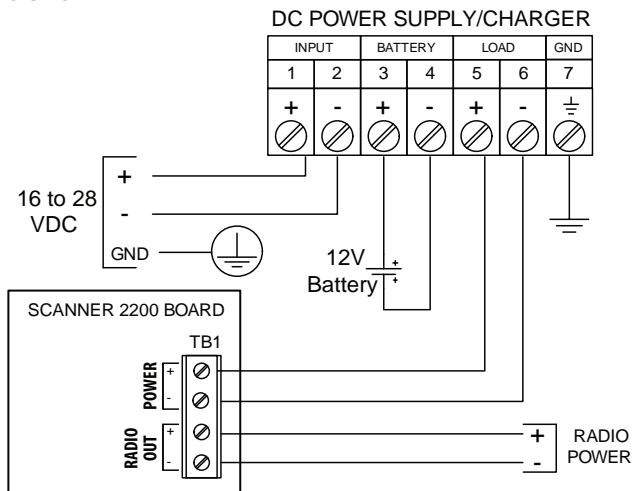 DC POWER SUPPLY/CHARGER
INPUT BATTERY LOAD GND
1 2 3 4 5 6 7
+ - + - + -
16 to 28
VDC
+
-
GND
12V
Battery
+
+
SCANNER 2200 BOARD
TB1
POWER
+
-
RADIO
OUT
+
-
+
-
RADIO
POWER